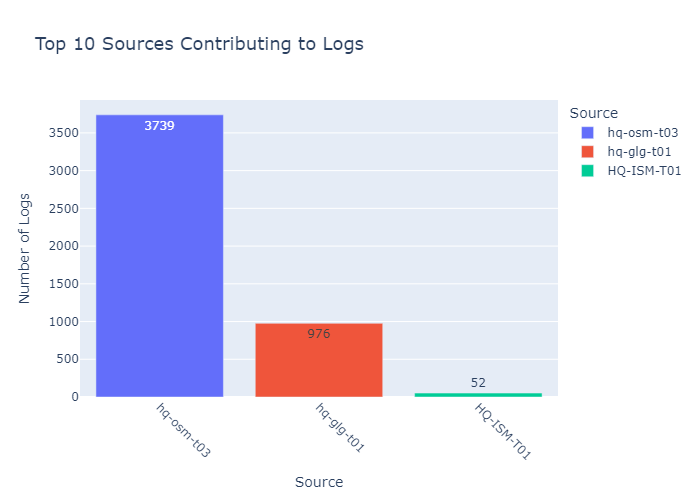 Top 10 Sources Contributing to Logs
Number of Logs
3500
3000
2500
2000
1500
1000
500
0
3739
976
52
hq-osm-t03
hq-glg-t01
HQ-ISM-T01
Source
Source
hq-osm-t03
hq-glg-t01
HQ-ISM-T01